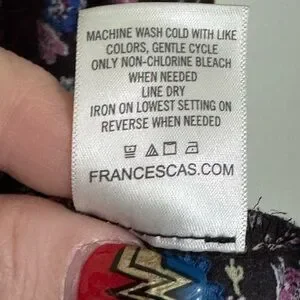 MACHINE WASH COLD WITH LIKE
COLORS, GENTLE CYCLE
ONLY NON-CHLORINE BLEACH
WHEN NEEDED
LINE DRY
IRON ON LOWEST SETTING ON
REVERSE WHEN NEEDED
FRANCESCAS.COM